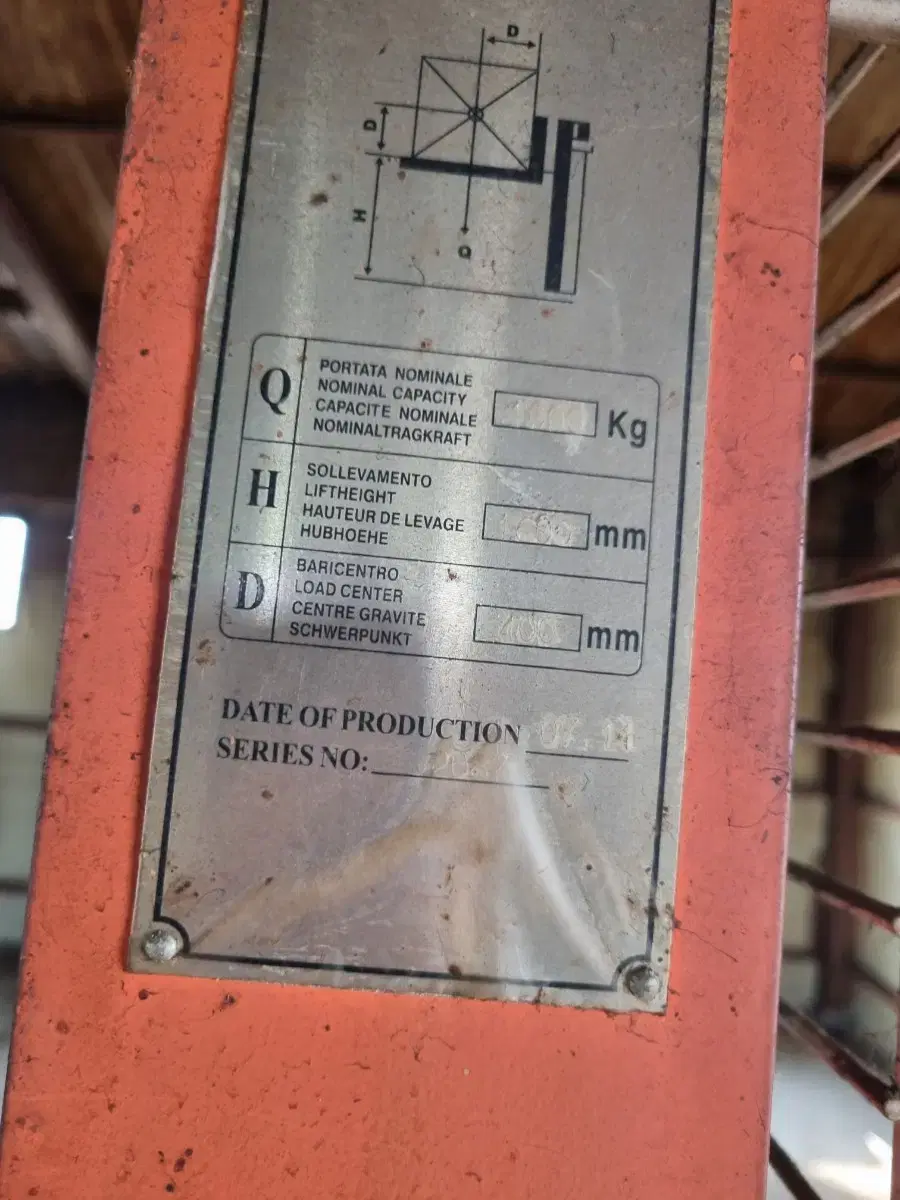 D
D
H
Q
Q
PORTATA NOMINALE
NOMINAL CAPACITY
CAPACITE NOMINALE
NOMINALTRAGKRAFT
Kg
H
SOLLEVAMENTO
LIFTHEIGHT
HAUTEUR DE LEVAGE
HUBHOEHE
mm
D
BARICENTRO
LOAD CENTER
CENTRE GRAVITE
SCHWERPUNKT
400 mm
DATE OF PRODUCTION
SERIES NO: